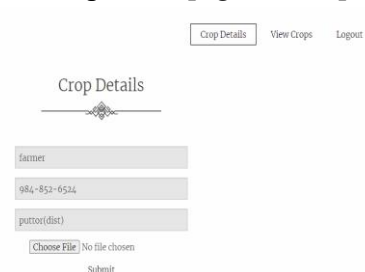 Crop Details View Crops Logout
Crop Details
farmer
984-852-6524
puttor(dist)
Choose File No file chosen
Submit